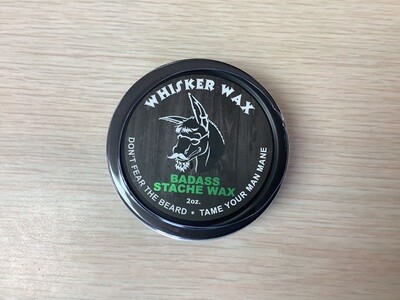 WHISKER WAX
BADASS
STACHE WAX
2oz.
DON'T FEAR THE BEARD • TAME YOUR MAN MANE